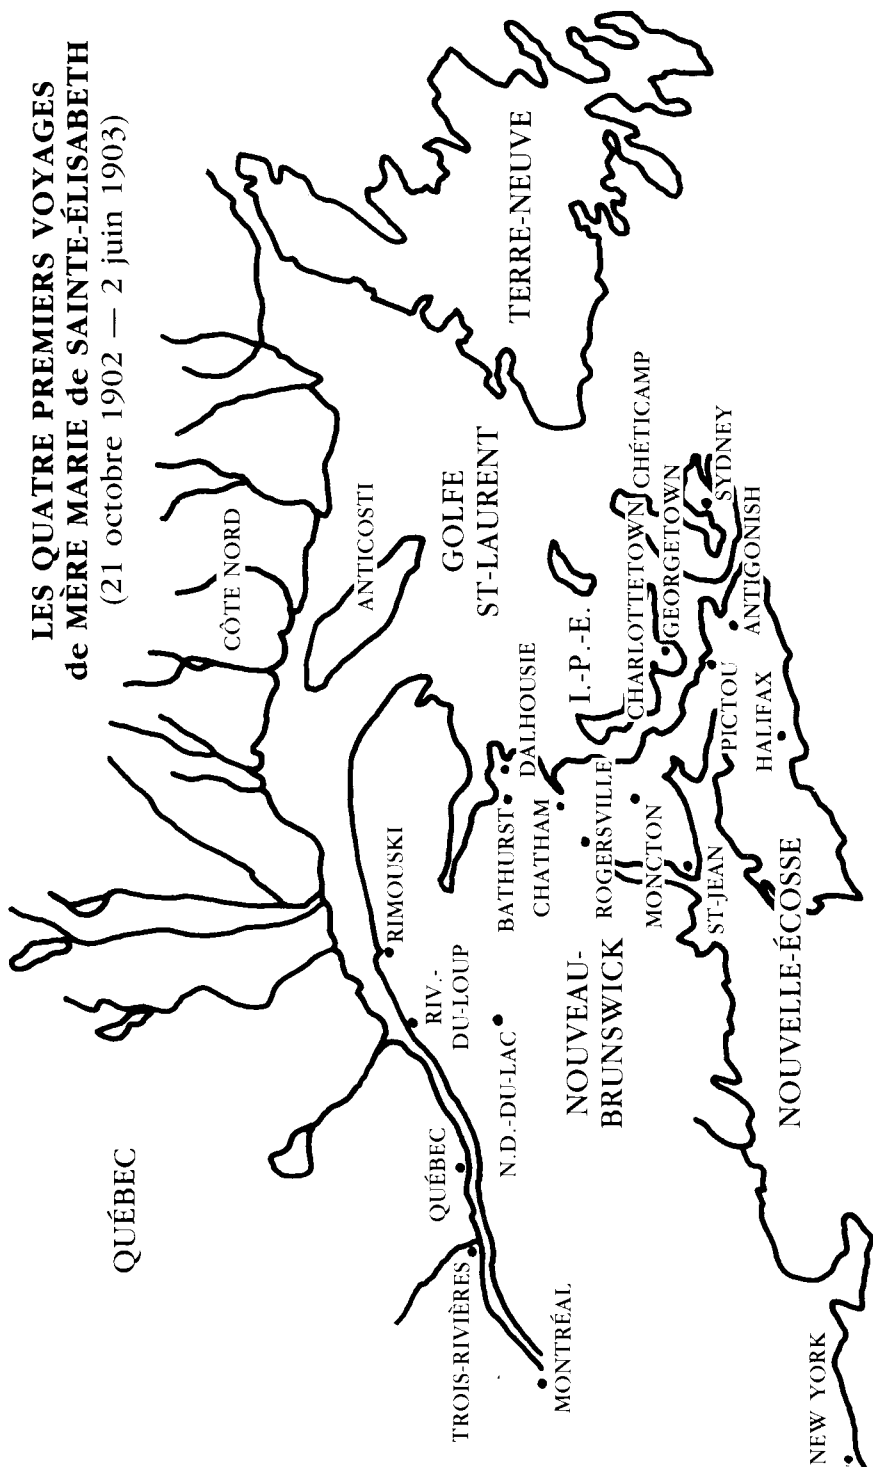 LES QUATRE PREMIERS VOYAGES
de MÈRE MARIE de SAINTE-ÉLISABETH
(21 octobre 1902 — 2 juin 1903)
QUÉBEC
CÔTE NORD
ANTICOSTI
GOLFE
ST-LAURENT
TERRE-NEUVE
RIMOUSKI
RIV.-
DU-LOUP
QUÉBEC
TROIS-RIVIÈRES
MONTRÉAL
N.D.-DU-LAC
NOUVEAU-
BRUNSWICK
BATHURST
DALHOUSIE
CHATHAM
ROGERSVILLE
MONCTON
ST-JEAN
I.-P.-E.
CHARLOTTETOWN
GEORGETOWN
CHÉTICAMP
SYDNEY
ANTIGONISH
PICTOU
HALIFAX
NOUVELLE-ÉCOSSE
NEW YORK